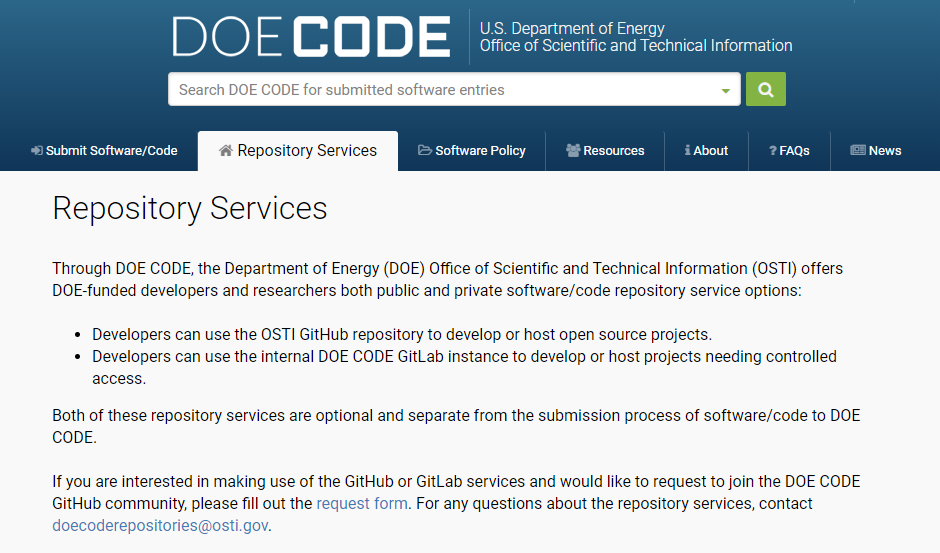 DOE CODE
U.S. Department of Energy
Office of Scientific and Technical Information
Search DOE CODE for submitted software entries
Submit Software/Code Repository Services Software Policy Resources About FAQs News
Repository Services
Through DOE CODE, the Department of Energy (DOE) Office of Scientific and Technical Information (OSTI) offers
DOE-funded developers and researchers both public and private software/code repository service options:
• Developers can use the OSTI GitHub repository to develop or host open source projects.
• Developers can use the internal DOE CODE GitLab instance to develop or host projects needing controlled
access.
Both of these repository services are optional and separate from the submission process of software/code to DOE
CODE.
If you are interested in making use of the GitHub or GitLab services and would like to request to join the DOE CODE
GitHub community, please fill out the request form. For any questions about the repository services, contact
doecoderepositories@osti.gov.